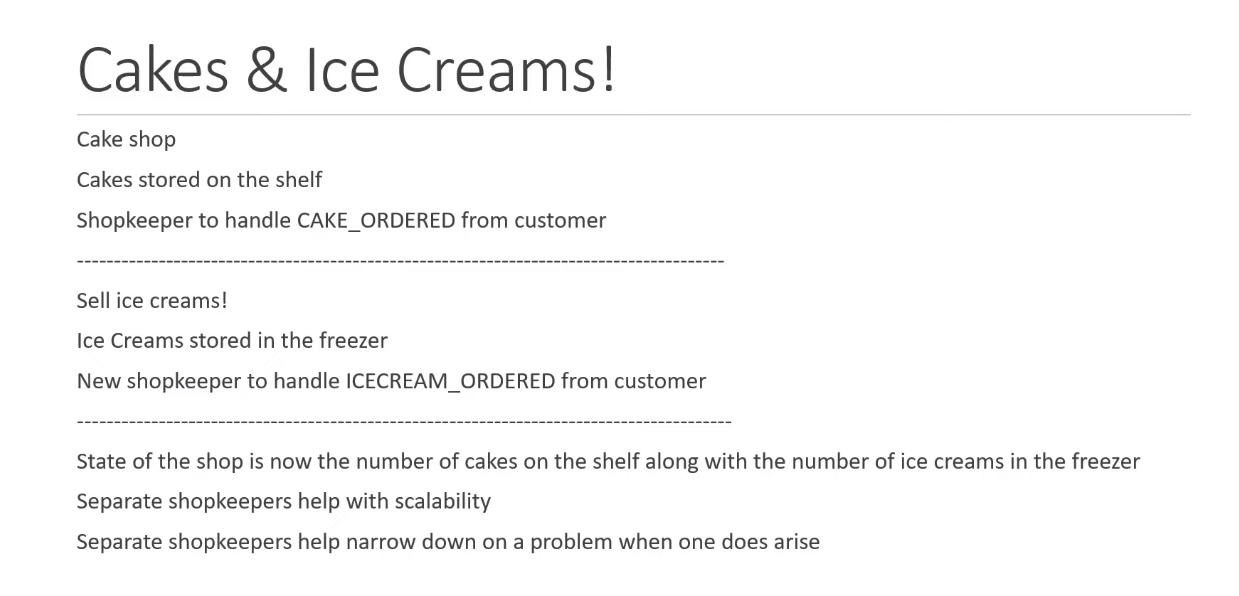 Cakes & Ice Creams!
Cake shop
Cakes stored on the shelf
Shopkeeper to handle CAKE_ORDERED from customer
---------------------------------------------------------------------------------------
Sell ice creams!
Ice Creams stored in the freezer
New shopkeeper to handle ICECREAM_ORDERED from customer
----------------------------------------------------------------------------------------
State of the shop is now the number of cakes on the shelf along with the number of ice creams in the freezer
Separate shopkeepers help with scalability
Separate shopkeepers help narrow down on a problem when one does arise